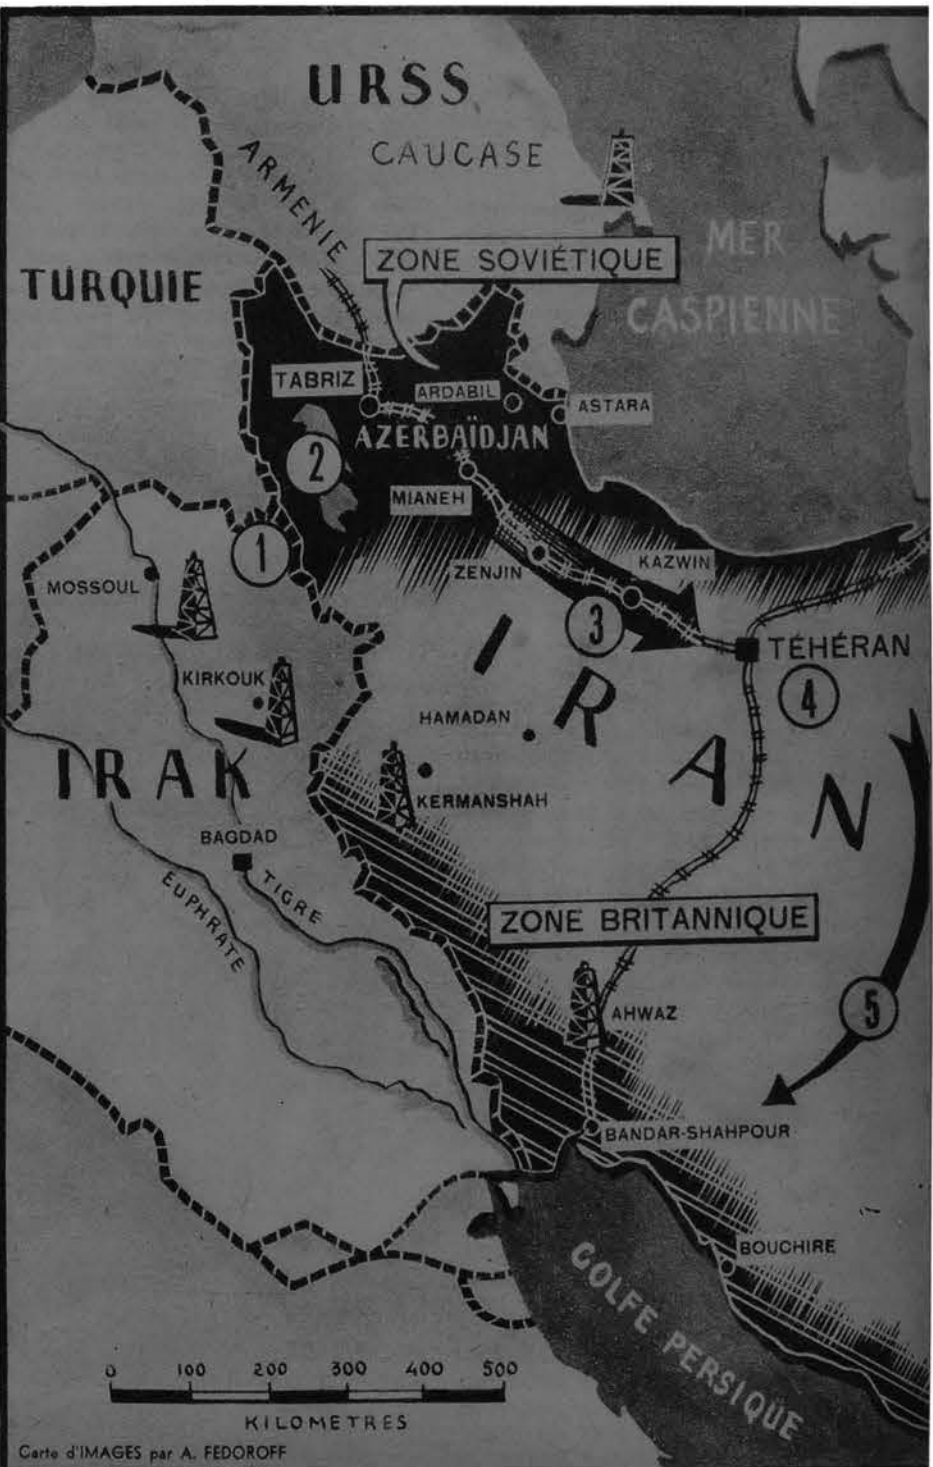 URSS
CAUCASE
ARMENIE
MER
CASPIENNE
ZONE SOVIÉTIQUE
TURQUIE
TABRIZ
ARDABIL
ASTARA
AZERBAÏDJAN
2
MIANEH
1
MOSSOUL
ZENJIN
KAZWIN
3
TÉHÉRAN
4
KIRKOUK
HAMADAN
IRAN
IRAK
KERMANSHAH
BAGDAD
TIGRE
EUPHRATE
ZONE BRITANNIQUE
5
AHWAZ
BANDAR-SHAHPOUR
BOUCHIRE
GOLFE PERSIQUE
0 100 200 300 400 500
KILOMETRES
Carte d'IMAGES par A. FEDOROFF